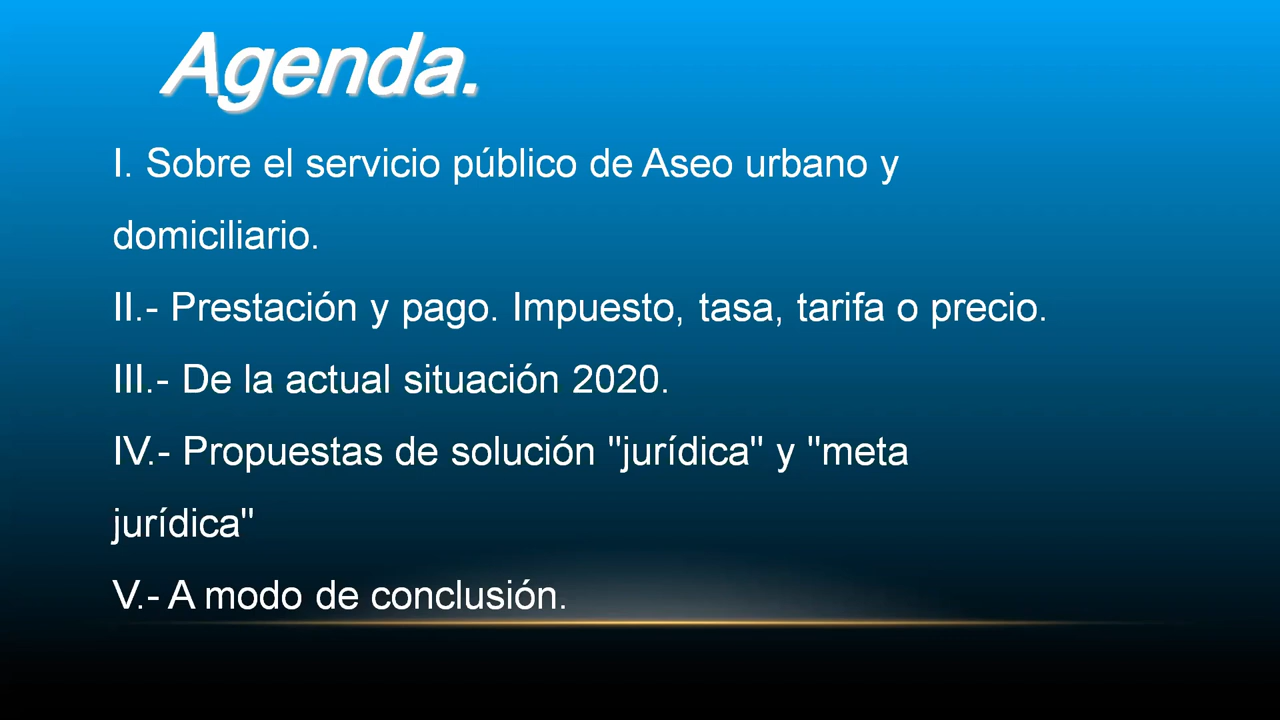 Agenda.
I. Sobre el servicio público de Aseo urbano y
domiciliario.
II.- Prestación y pago. Impuesto, tasa, tarifa o precio.
III.- De la actual situación 2020.
IV.- Propuestas de solución "jurídica" y "meta
jurídica"
V.- A modo de conclusión.